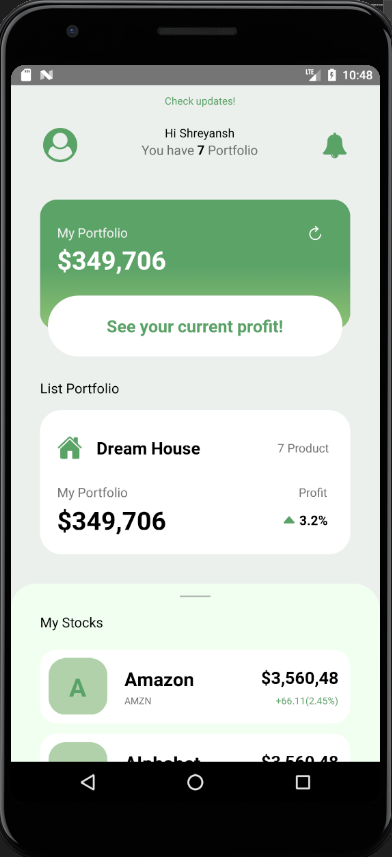 LTE 10:48
Check updates!
Hi Shreyansh
You have 7 Portfolio
My Portfolio
$349,706
See your current profit!
List Portfolio
Dream House 7 Product
My Portfolio Profit
$349,706 3.2%
My Stocks
A Amazon $3,560,48
AMZN +66.11(2.45%)
Alphabet $3,560,48